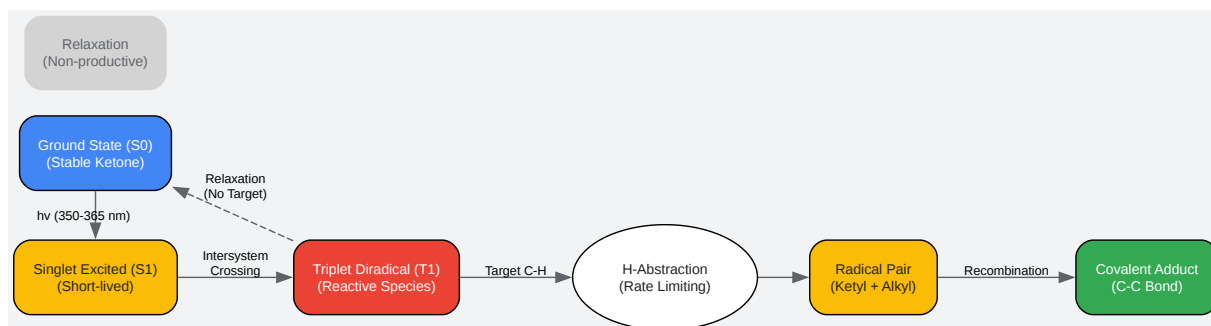 Relaxation
(Non-productive)
Ground State (S0)
(Stable Ketone)
Relaxation
(No Target)
hv (350-365 nm)
Singlet Excited (S1)
(Short-lived)
Intersystem
Crossing
Triplet Diradical (T1)
(Reactive Species)
Target C-H
H-Abstraction
(Rate Limiting)
Radical Pair
(Ketyl + Alkyl)
Recombination
Covalent Adduct
(C-C Bond)